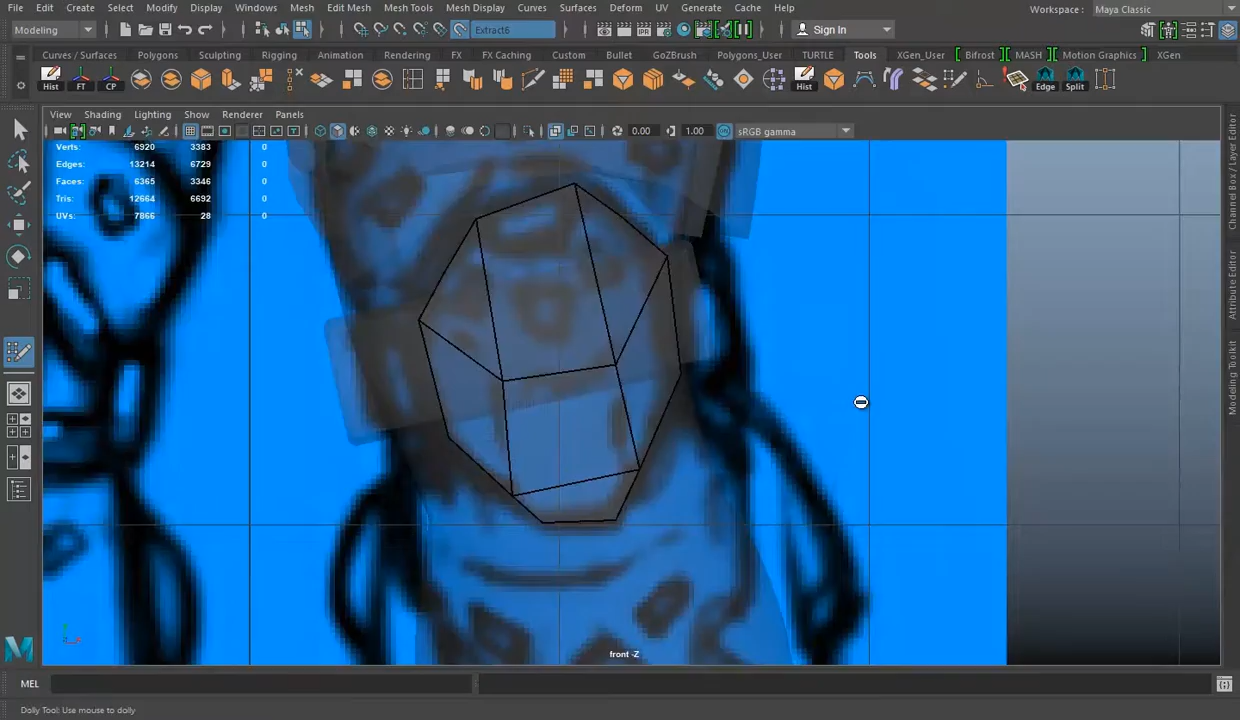 File Edit Create Select Modify Display Windows Mesh Edit Mesh Mesh Tools Mesh Display Curves Surfaces Deform UV Generate Cache Help Workspace : Maya Classic
Modeling Extract6 Sign In
Curves / Surfaces Polygons Sculpting Rigging Animation Rendering FX FX Caching Custom Bullet GoZBrush Polygons_User TURTLE Tools XGen_User Bifrost MASH Motion Graphics XGen
Hist FT CP Hist Edge Split
View Shading Lighting Show Renderer Panels
0.00 1.00 sRGB gamma
Verts: 6920 3383 0
Edges: 13214 6729 0
Faces: 6365 3346 0
Tris: 12664 6692 0
UVs: 7866 28 0
Channel Box / Layer Editor
Attribute Editor
Modeling Toolkit
front -Z
MEL
Dolly Tool: Use mouse to dolly